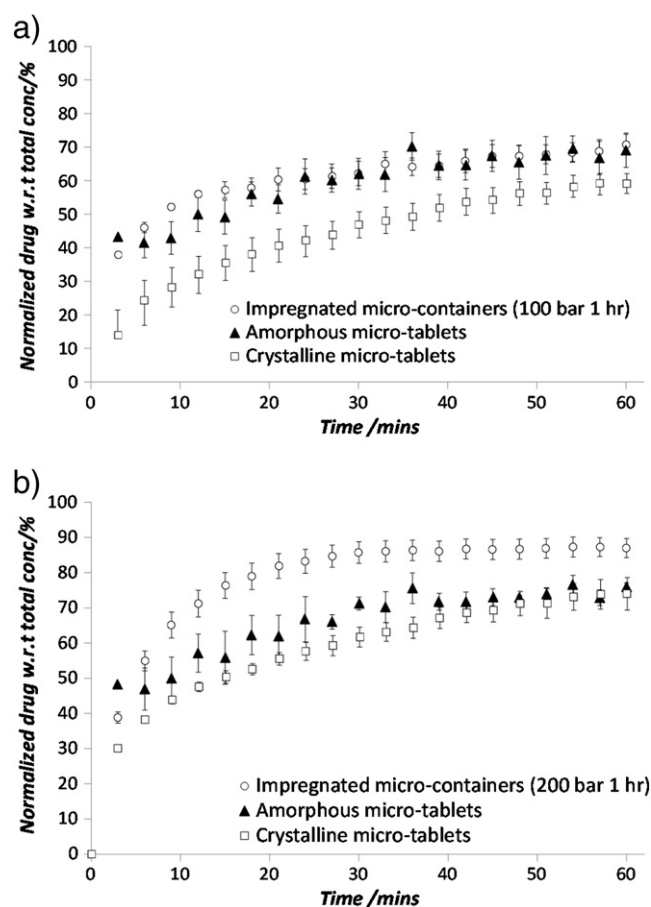 a)
Normalized drug w.r.t total conc/%
100
90
80
70
60
50
40
30
20
10
0
○ Impregnated micro-containers (100 bar 1 hr)
▲ Amorphous micro-tablets
□ Crystalline micro-tablets
0 10 20 30 40 50 60
Time /mins
b)
Normalized drug w.r.t total conc/%
100
90
80
70
60
50
40
30
20
10
0
○ Impregnated micro-containers (200 bar 1 hr)
▲ Amorphous micro-tablets
□ Crystalline micro-tablets
0 10 20 30 40 50 60
Time /mins